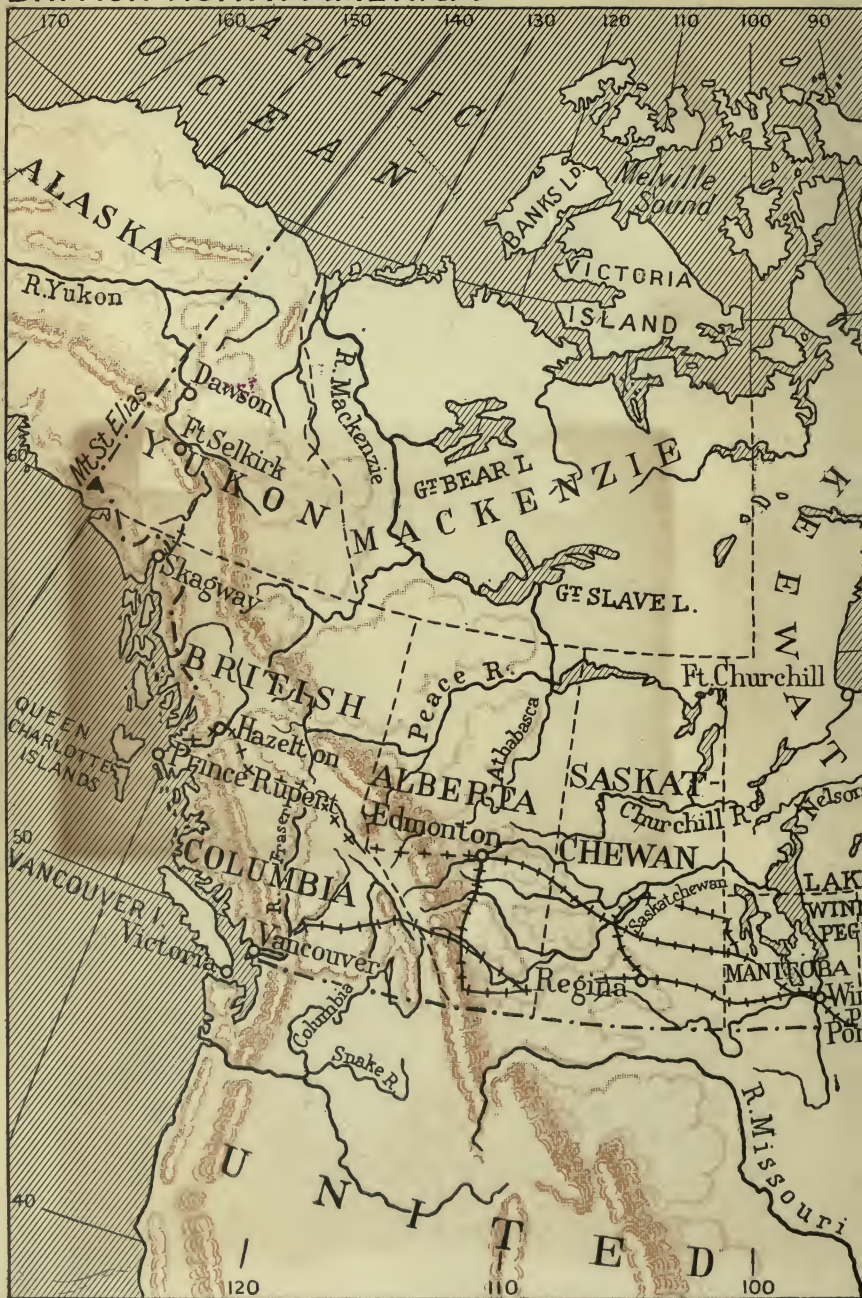 170
160
150
140
130
120
110
100
90
ARCTIC
OCEAN
ALASKA
BANKS LD.
Melville
Sound
VICTORIA
ISLAND
R. Yukon
R. Mackenzie
Dawson
Mt. St. Elias
Ft. Selkirk
YUKON
60
GT BEAR L
MACKENZIE
Skagway
GT SLAVE L.
BRITISH
COLUMBIA
Peace R.
Ft. Churchill
QUEEN
CHARLOTTE
ISLANDS
Hazelton
Prince Rupert
Athabasca
ALBERTA
SASKAT-
CHEWAN
Churchill R.
Nelson
Edmonton
R. Fraser
50
VANCOUVER I.
Victoria
Vancouver
Saskatchewan
LAK
WINN
PEG
MANITOBA
Regina
Win
Por
Columbia
Snake R.
R. Missouri
40
UNITED
120
110
100